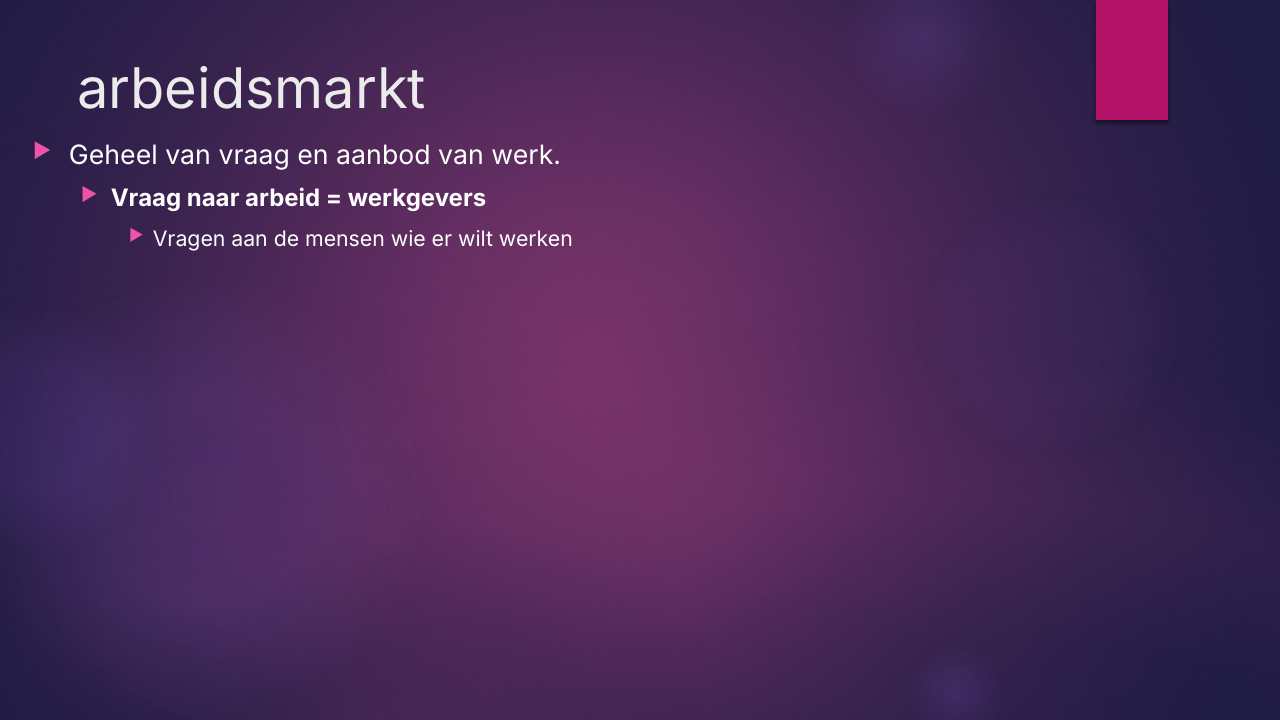 arbeidsmarkt
Geheel van vraag en aanbod van werk.
Vraag naar arbeid = werkgevers
Vragen aan de mensen wie er wilt werken